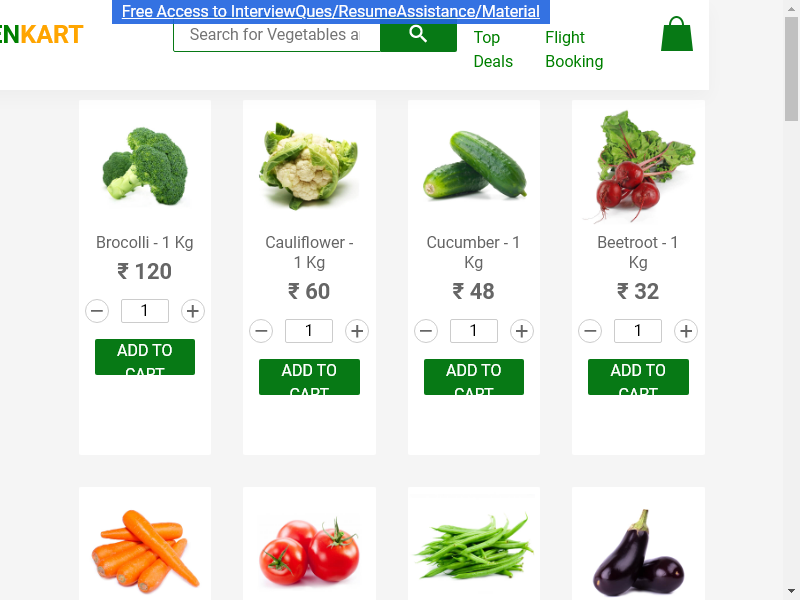 Free Access to InterviewQues/ResumeAssistance/Material
ENKART
Search for Vegetables a
Top
Deals
Flight
Booking
Brocolli - 1 Kg
₹ 120
1
ADD TO
CART
Cauliflower -
1 Kg
₹ 60
1
ADD TO
CART
Cucumber - 1
Kg
₹ 48
1
ADD TO
CART
Beetroot - 1
Kg
₹ 32
1
ADD TO
CART